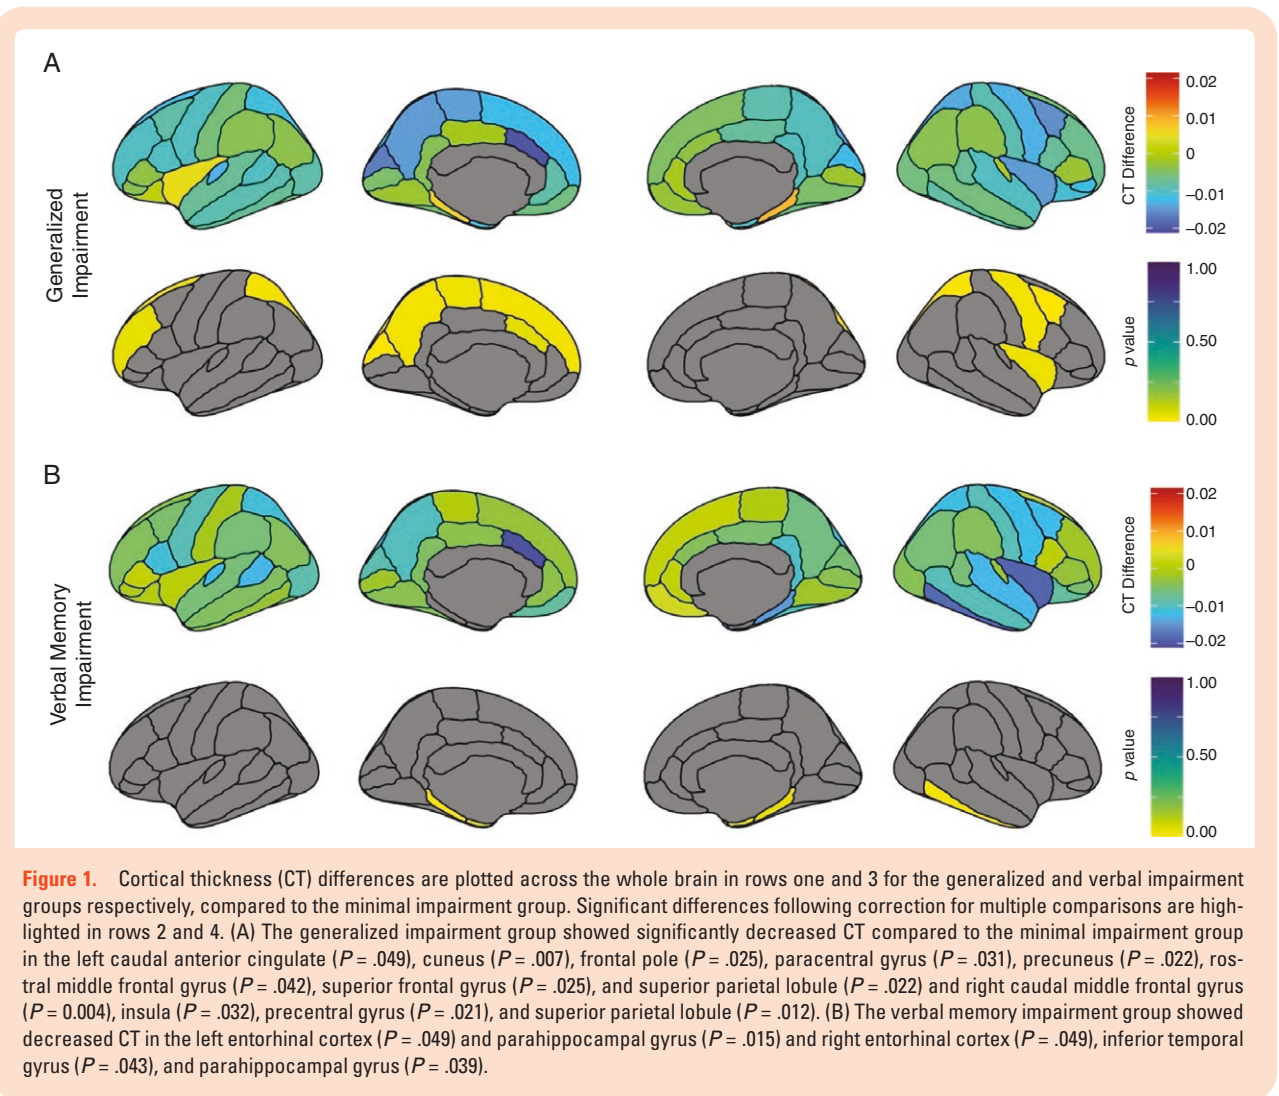 A
Generalized
Impairment
CT Difference
0.02
0.01
0
–0.01
–0.02
p value
1.00
0.50
0.00
B
Verbal Memory
Impairment
CT Difference
0.02
0.01
0
–0.01
–0.02
p value
1.00
0.50
0.00
Figure 1. Cortical thickness (CT) differences are plotted across the whole brain in rows one and 3 for the generalized and verbal impairment
groups respectively, compared to the minimal impairment group. Significant differences following correction for multiple comparisons are high-
lighted in rows 2 and 4. (A) The generalized impairment group showed significantly decreased CT compared to the minimal impairment group
in the left caudal anterior cingulate (P = .049), cuneus (P = .007), frontal pole (P = .025), paracentral gyrus (P = .031), precuneus (P = .022), ros-
tral middle frontal gyrus (P = .042), superior frontal gyrus (P = .025), and superior parietal lobule (P = .022) and right caudal middle frontal gyrus
(P = 0.004), insula (P = .032), precentral gyrus (P = .021), and superior parietal lobule (P = .012). (B) The verbal memory impairment group showed
decreased CT in the left entorhinal cortex (P = .049) and parahippocampal gyrus (P = .015) and right entorhinal cortex (P = .049), inferior temporal
gyrus (P = .043), and parahippocampal gyrus (P = .039).